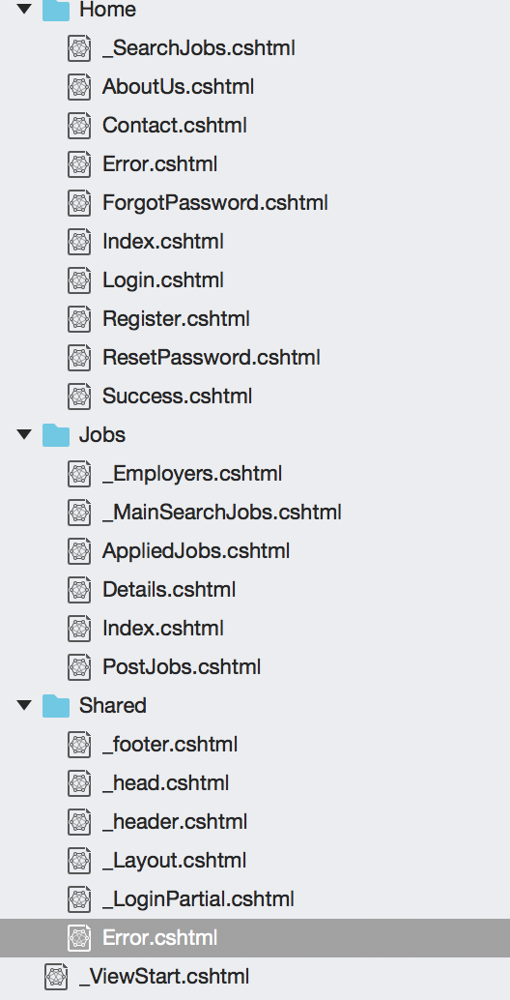 Home
_SearchJobs.cshtml
AboutUs.cshtml
Contact.cshtml
Error.cshtml
ForgotPassword.cshtml
Index.cshtml
Login.cshtml
Register.cshtml
ResetPassword.cshtml
Success.cshtml
Jobs
_Employers.cshtml
_MainSearchJobs.cshtml
AppliedJobs.cshtml
Details.cshtml
Index.cshtml
PostJobs.cshtml
Shared
_footer.cshtml
_head.cshtml
_header.cshtml
_Layout.cshtml
_LoginPartial.cshtml
Error.cshtml
_ViewStart.cshtml